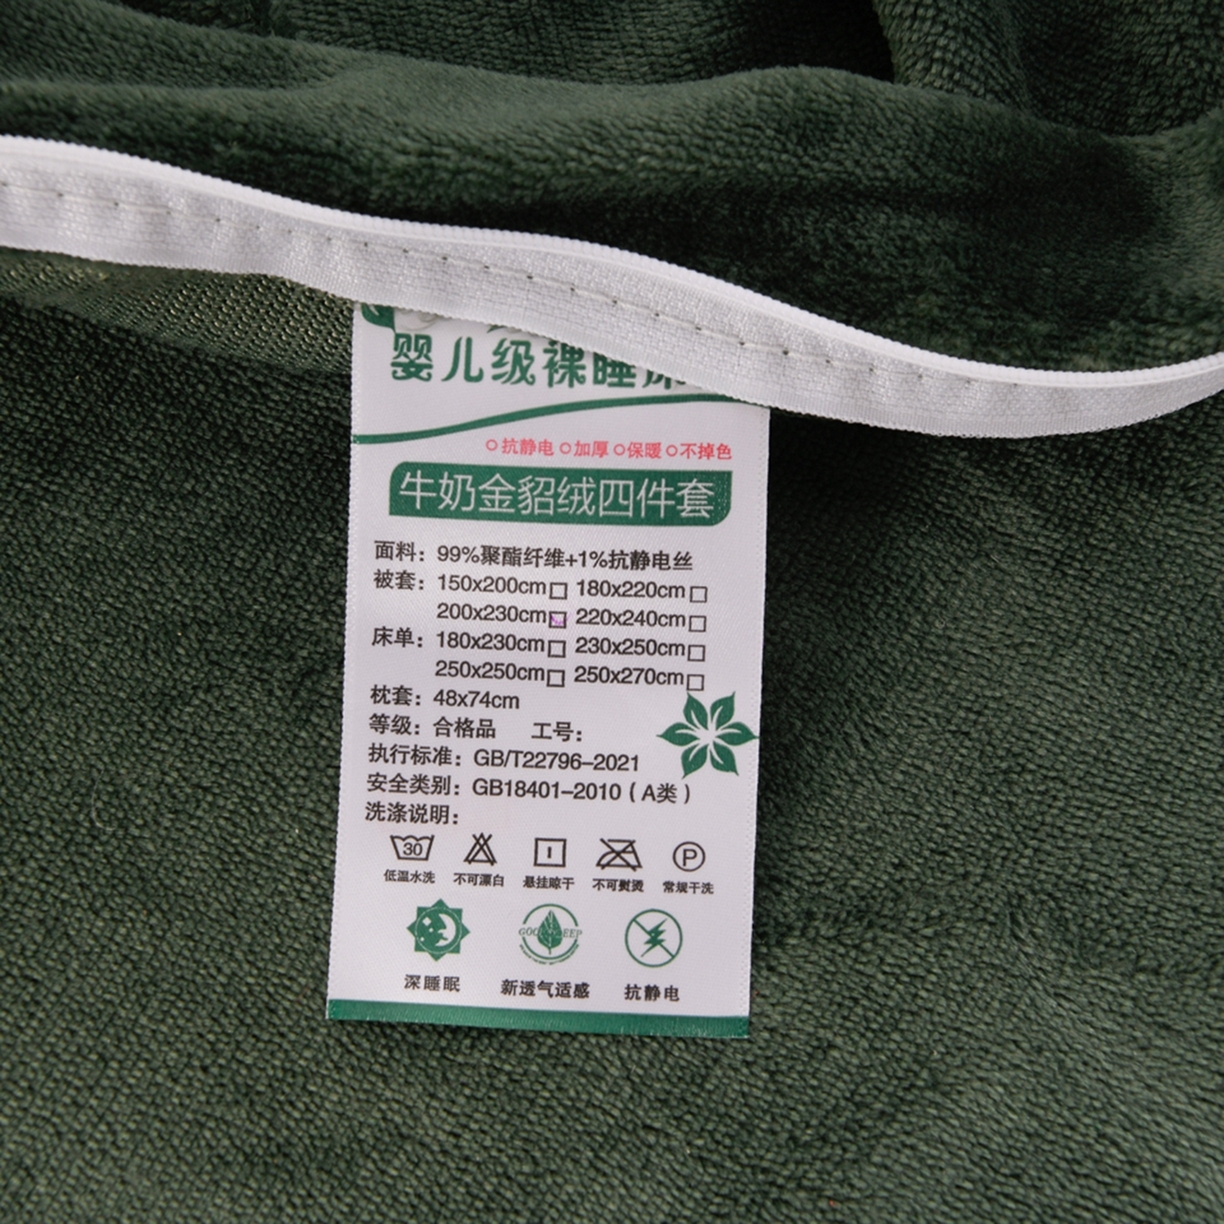 婴儿级裸睡
○抗静电 ○加厚 ○保暖 ○不掉色
牛奶金貂绒四件套
面料：99%聚酯纤维+1%抗静电丝
被套：150x200cm□ 180x220cm□
200x230cm□ 220x240cm□
床单：180x230cm□ 230x250cm□
250x250cm□ 250x270cm□
枕套：48x74cm
等级：合格品 工号：
执行标准：GB/T22796-2021
安全类别：GB18401-2010（A类）
洗涤说明：
30 P
低温水洗 不可漂白 悬挂晾干 不可熨烫 常规干洗
深睡眠 新透气适感 抗静电